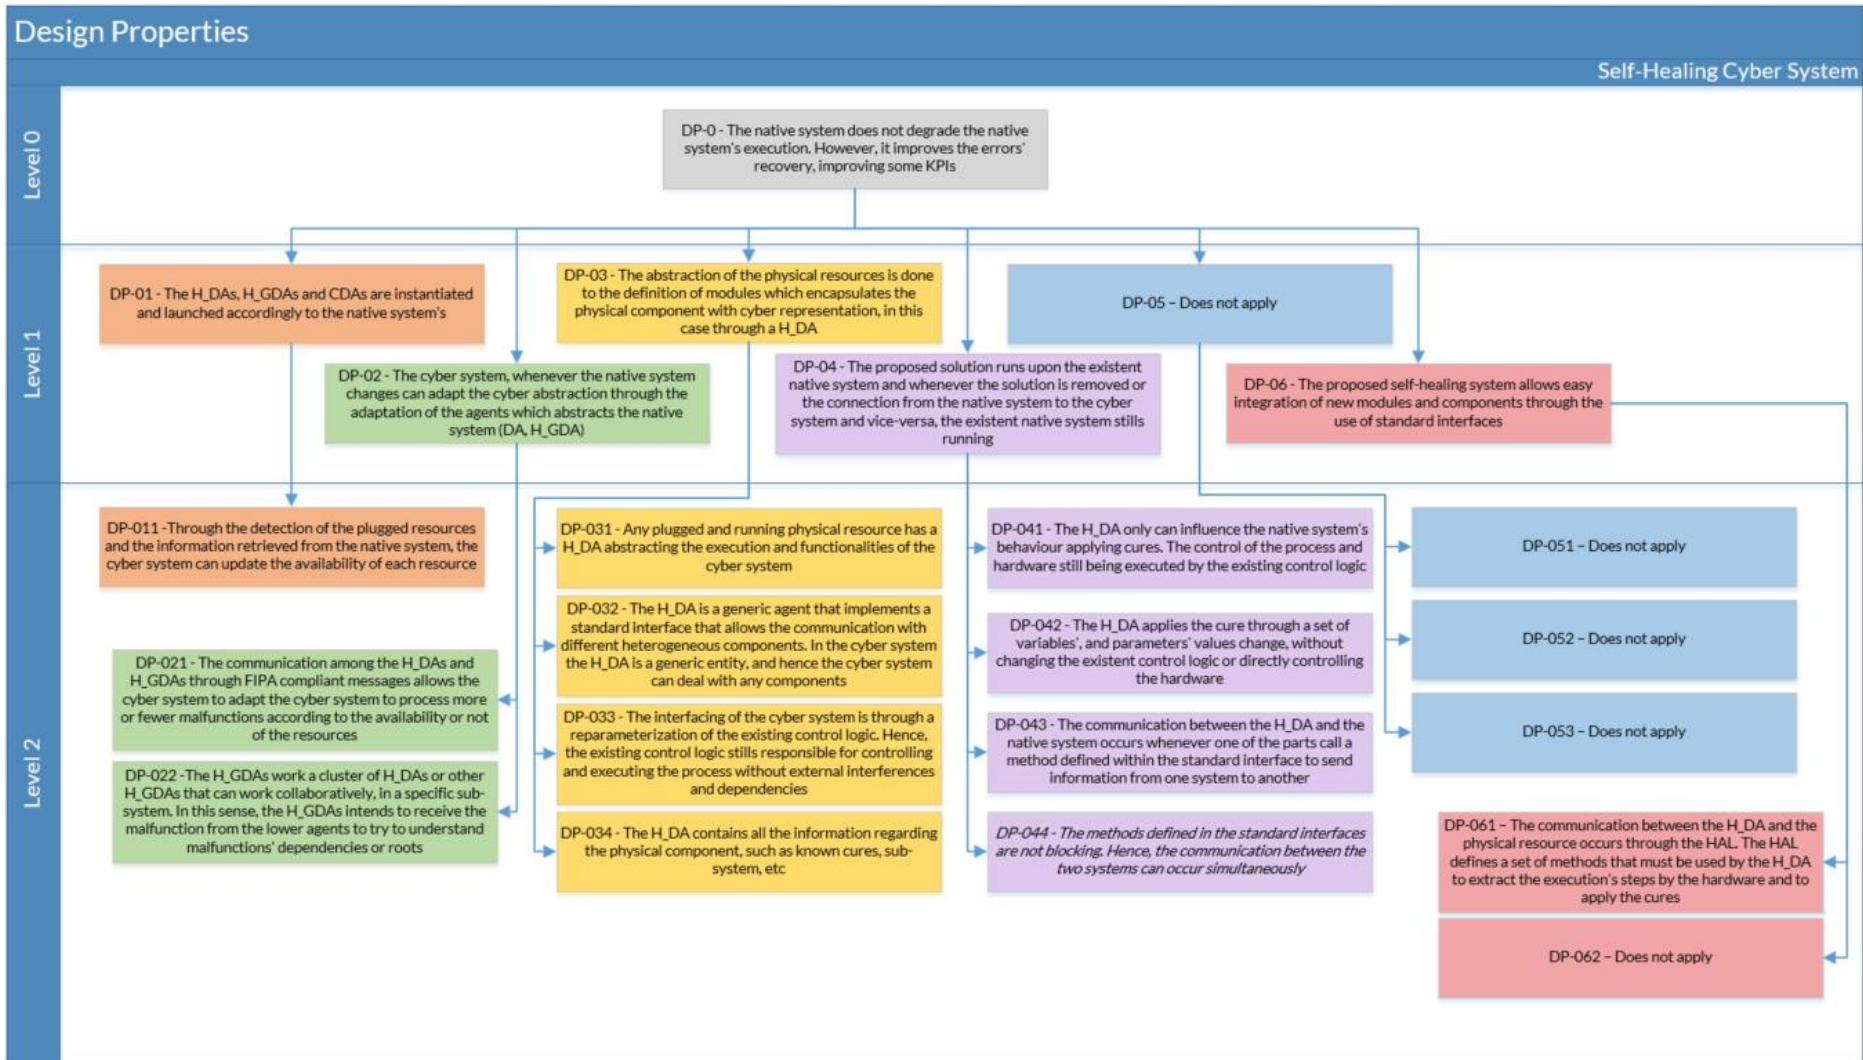 Design Properties
Self-Healing Cyber System
Level 0
DP-0 - The native system does not degrade the native
system's execution. However, it improves the errors'
recovery, improving some KPIs
Level 1
DP-01 - The H_DAs, H_GDAs and CDAs are instantiated
and launched accordingly to the native system's
DP-02 - The cyber system, whenever the native system
changes can adapt the cyber abstraction through the
adaptation of the agents which abstracts the native
system (DA, H_GDA)
DP-03 - The abstraction of the physical resources is done
to the definition of modules which encapsulates the
physical component with cyber representation, in this
case through a H_DA
DP-04 - The proposed solution runs upon the existent
native system and whenever the solution is removed or
the connection from the native system to the cyber
system and vice-versa, the existent native system stills
running
DP-05 – Does not apply
DP-06 - The proposed self-healing system allows easy
integration of new modules and components through the
use of standard interfaces
Level 2
DP-011 -Through the detection of the plugged resources
and the information retrieved from the native system, the
cyber system can update the availability of each resource
DP-021 - The communication among the H_DAs and
H_GDAs through FIPA compliant messages allows the
cyber system to adapt the cyber system to process more
or fewer malfunctions according to the availability or not
of the resources
DP-022 -The H_GDAs work a cluster of H_DAs or other
H_GDAs that can work collaboratively, in a specific sub-
system. In this sense, the H_GDAs intends to receive the
malfunction from the lower agents to try to understand
malfunctions' dependencies or roots
DP-031 - Any plugged and running physical resource has a
H_DA abstracting the execution and functionalities of the
cyber system
DP-032 - The H_DA is a generic agent that implements a
standard interface that allows the communication with
different heterogeneous components. In the cyber system
the H_DA is a generic entity, and hence the cyber system
can deal with any components
DP-033 - The interfacing of the cyber system is through a
reparameterization of the existing control logic. Hence,
the existing control logic stills responsible for controlling
and executing the process without external interferences
and dependencies
DP-034 - The H_DA contains all the information regarding
the physical component, such as known cures, sub-
system, etc
DP-041 - The H_DA only can influence the native system's
behaviour applying cures. The control of the process and
hardware still being executed by the existing control logic
DP-042 - The H_DA applies the cure through a set of
variables', and parameters' values change, without
changing the existent control logic or directly controlling
the hardware
DP-043 - The communication between the H_DA and the
native system occurs whenever one of the parts call a
method defined within the standard interface to send
information from one system to another
DP-044 - The methods defined in the standard interfaces
are not blocking. Hence, the communication between the
two systems can occur simultaneously
DP-051 – Does not apply
DP-052 – Does not apply
DP-053 – Does not apply
DP-061 – The communication between the H_DA and the
physical resource occurs through the HAL. The HAL
defines a set of methods that must be used by the H_DA
to extract the execution's steps by the hardware and to
apply the cures
DP-062 – Does not apply